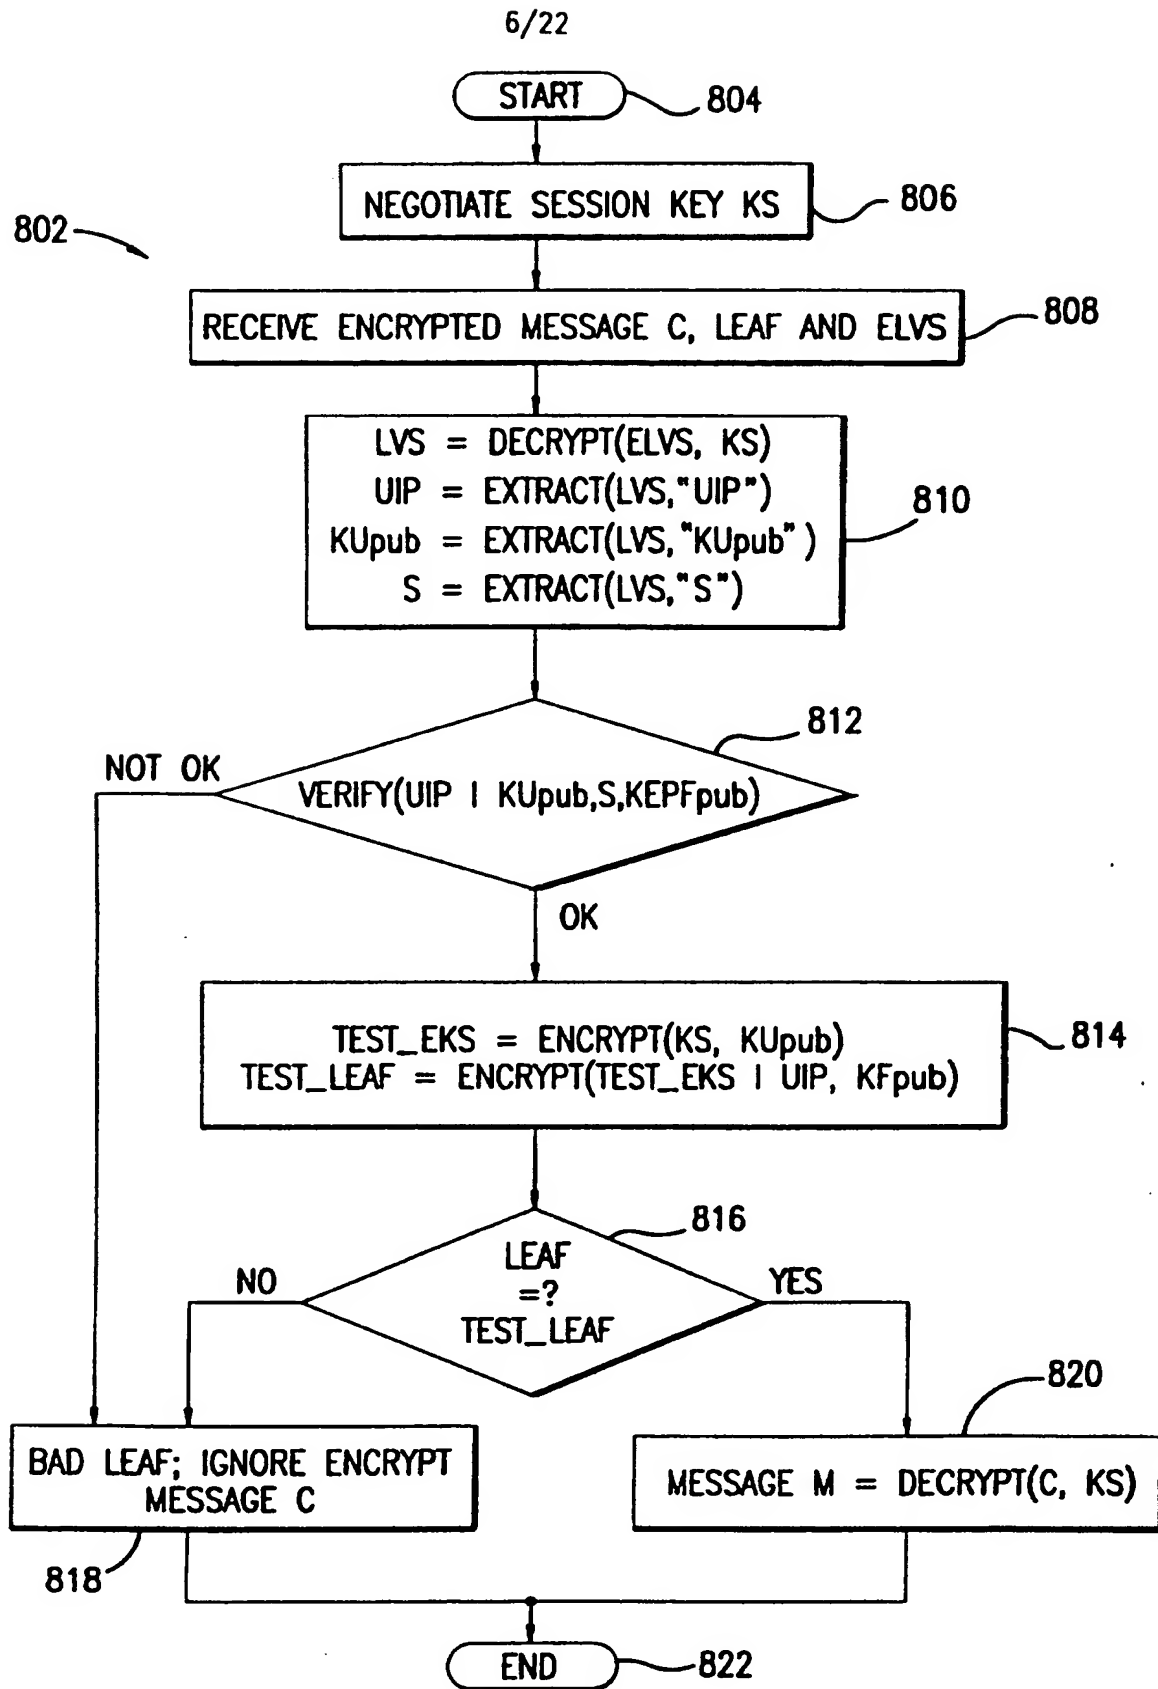 6/22
START
804
NEGOTIATE SESSION KEY KS
806
802
RECEIVE ENCRYPTED MESSAGE C, LEAF AND ELVS
808
LVS = DECRYPT(ELVS, KS)
UIP = EXTRACT(LVS,"UIP")
KUpub = EXTRACT(LVS,"KUpub")
S = EXTRACT(LVS,"S")
810
812
NOT OK
VERIFY(UIP | KUpub,S,KEPFpub)
OK
TEST_EKS = ENCRYPT(KS, KUpub)
TEST_LEAF = ENCRYPT(TEST_EKS | UIP, KFpub)
814
816
LEAF
=?
TEST_LEAF
NO
YES
820
BAD LEAF; IGNORE ENCRYPT
MESSAGE C
MESSAGE M = DECRYPT(C, KS)
818
END
822